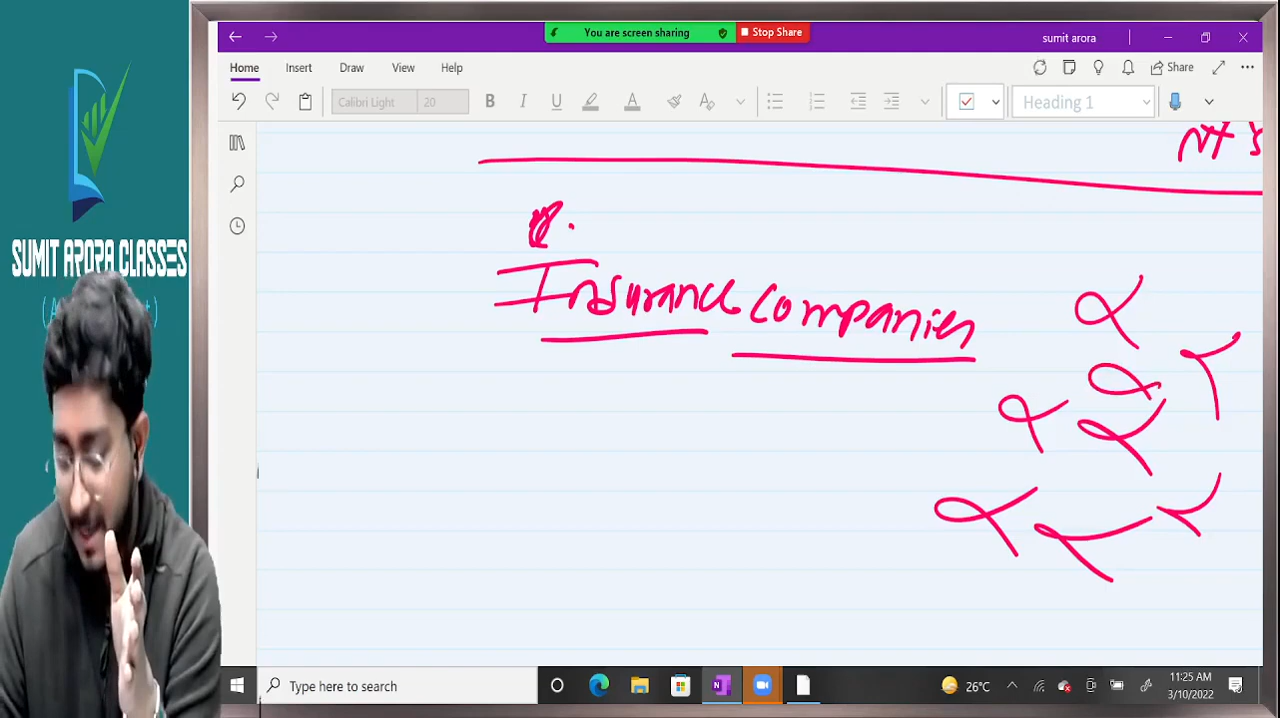 You are screen sharing Stop Share
sumit arora
Home Insert Draw View Help
Share
Calibri Light 20
B I U A
Heading 1
Insurance Companies
SUMIT ARORA CLASSES
Type here to search
26°C
11:25 AM
3/10/2022